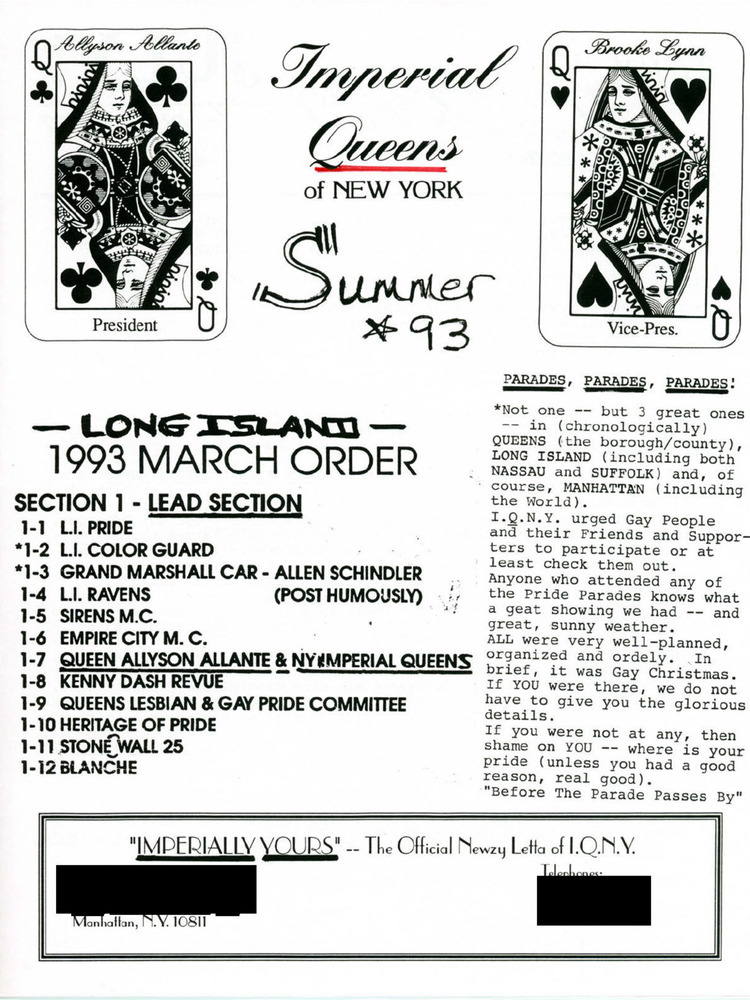 Q Allyson Allante
President
Q
Imperial
Queens
of NEW YORK
"Summer
* 93
Q Brooke Lynn
Vice-Pres.
Q
— LONG ISLAND —
1993 MARCH ORDER
SECTION 1 - LEAD SECTION
1-1 L.I. PRIDE
*1-2 L.I. COLOR GUARD
*1-3 GRAND MARSHALL CAR - ALLEN SCHINDLER
1-4 L.I. RAVENS (POST HUMOUSLY)
1-5 SIRENS M.C.
1-6 EMPIRE CITY M. C.
1-7 QUEEN ALLYSON ALLANTE & NY IMPERIAL QUEENS
1-8 KENNY DASH REVUE
1-9 QUEENS LESBIAN & GAY PRIDE COMMITTEE
1-10 HERITAGE OF PRIDE
1-11 STONEWALL 25
1-12 BLANCHE
PARADES, PARADES, PARADES!
*Not one -- but 3 great ones
-- in (chronologically)
QUEENS (the borough/county),
LONG ISLAND (including both
NASSAU and SUFFOLK) and, of
course, MANHATTAN (including
the World).
I.Q.N.Y. urged Gay People
and their Friends and Suppor-
ters to participate or at
least check them out.
Anyone who attended any of
the Pride Parades knows what
a geat showing we had -- and
great, sunny weather.
ALL were very well-planned,
organized and ordely. In
brief, it was Gay Christmas.
If YOU were there, we do not
have to give you the glorious
details.
If you were not at any, then
shame on YOU -- where is your
pride (unless you had a good
reason, real good).
"Before The Parade Passes By"
"IMPERIALLY YOURS" -- The Official Newzy Letta of I.Q.N.Y.
Telephones:
Manhattan, N.Y. 10811